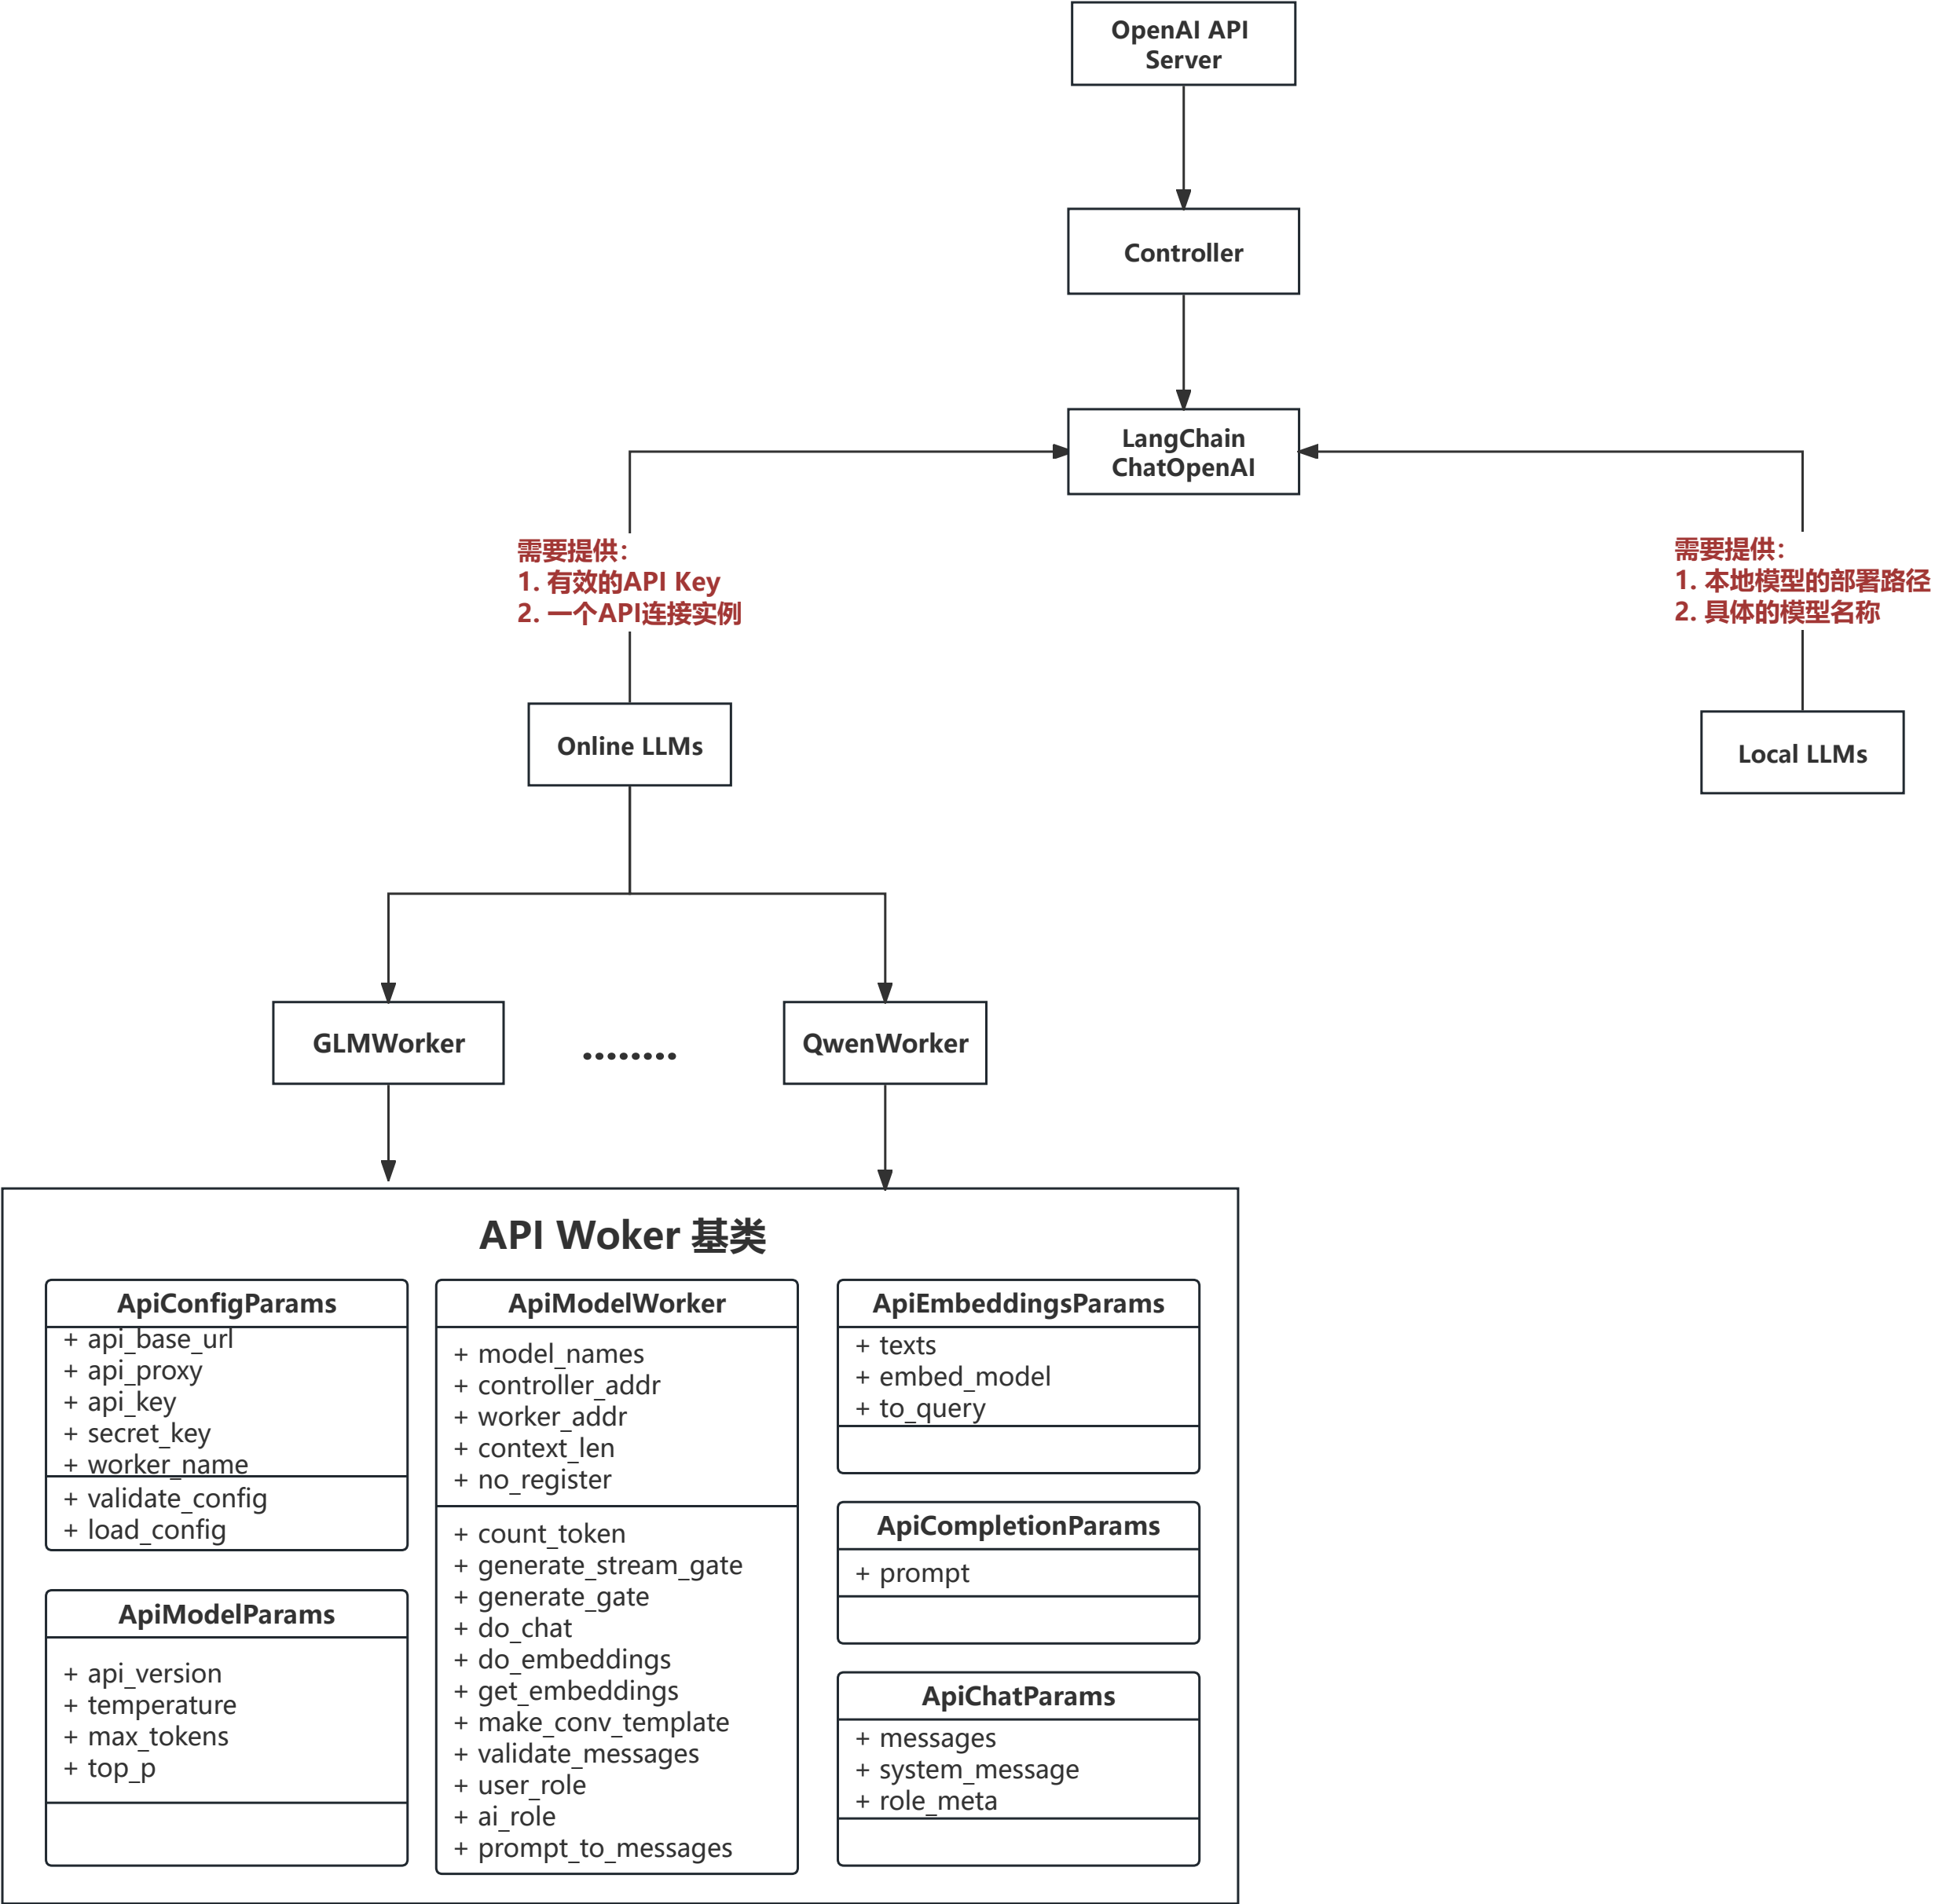 OpenAI API
Server
Controller
LangChain
ChatOpenAI
需要提供：
1. 有效的API Key
2. 一个API连接实例
需要提供：
1. 本地模型的部署路径
2. 具体的模型名称
Online LLMs
Local LLMs
GLMWorker
........
QwenWorker
API Woker 基类
ApiConfigParams
+ api_base_url
+ api_proxy
+ api_key
+ secret_key
+ worker_name
+ validate_config
+ load_config
ApiModelParams
+ api_version
+ temperature
+ max_tokens
+ top_p
ApiModelWorker
+ model_names
+ controller_addr
+ worker_addr
+ context_len
+ no_register
+ count_token
+ generate_stream_gate
+ generate_gate
+ do_chat
+ do_embeddings
+ get_embeddings
+ make_conv_template
+ validate_messages
+ user_role
+ ai_role
+ prompt_to_messages
ApiEmbeddingsParams
+ texts
+ embed_model
+ to_query
ApiCompletionParams
+ prompt
ApiChatParams
+ messages
+ system_message
+ role_meta